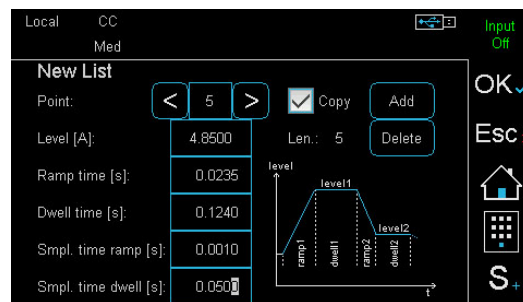 Local CC Input
Med Off
New List
Point: < 5 > Copy Add
Level [A]: 4.8500 Len.: 5 Delete
Ramp time [s]: 0.0235
Dwell time [s]: 0.1240
Smpl. time ramp [s]: 0.0010
Smpl. time dwell [s]: 0.0500
level
level1
level2
ramp1
dwell1
ramp2
dwell2
t
OK
Esc
S+